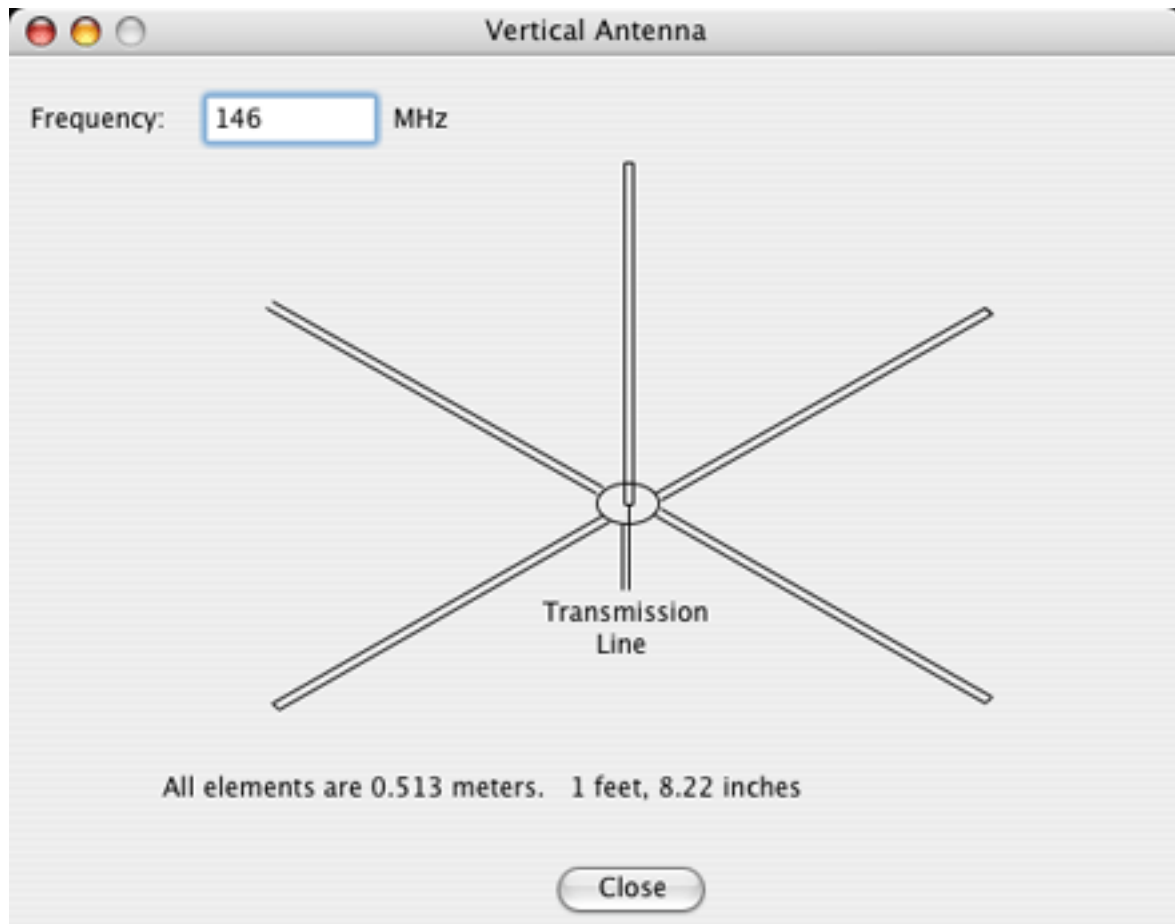 Vertical Antenna
Frequency: 146 MHz
Transmission
Line
All elements are 0.513 meters. 1 feet, 8.22 inches
Close